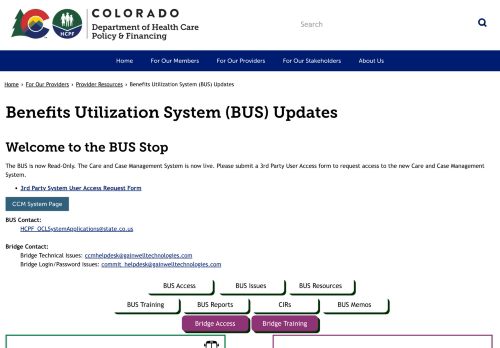 COLORADO
Department of Health Care
Policy & Financing
HCPF
Search
Home For Our Members For Our Providers For Our Stakeholders About Us
Home › For Our Providers › Provider Resources › Benefits Utilization System (BUS) Updates
Benefits Utilization System (BUS) Updates
Welcome to the BUS Stop
The BUS is now Read-Only. The Care and Case Management System is now live. Please submit a 3rd Party User Access form to request access to the new Care and Case Management
System.
• 3rd Party System User Access Request Form
CCM System Page
BUS Contact:
HCPF_OCLSystemApplications@state.co.us
Bridge Contact:
Bridge Technical Issues: ccmhelpdesk@gainwelltechnologies.com
Bridge Login/Password Issues: commit_helpdesk@gainwelltechnologies.com
BUS Access BUS Issues BUS Resources
BUS Training BUS Reports CIRs BUS Memos
Bridge Access Bridge Training